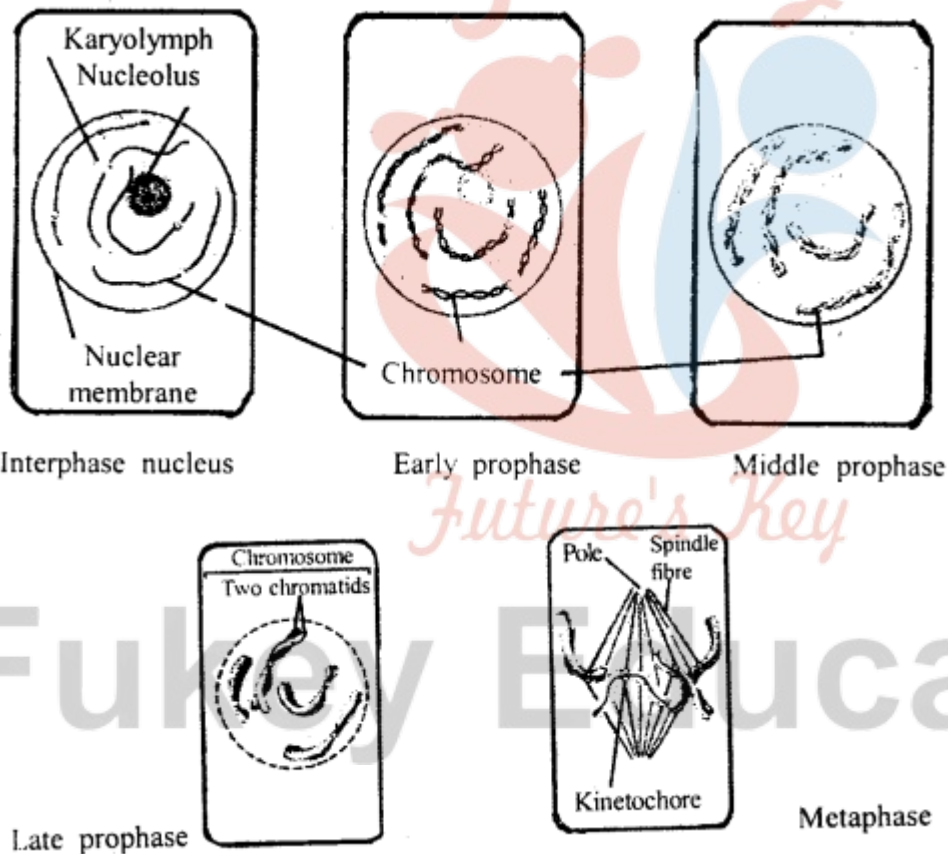 Karyolymph
Nucleolus
Nuclear
membrane
Chromosome
Interphase nucleus
Early prophase
Middle prophase
Future's Key
Chromosome
Two chromatids
Pole
Spindle
fibre
Fukey Educa
Kinetochore
Late prophase
Metaphase